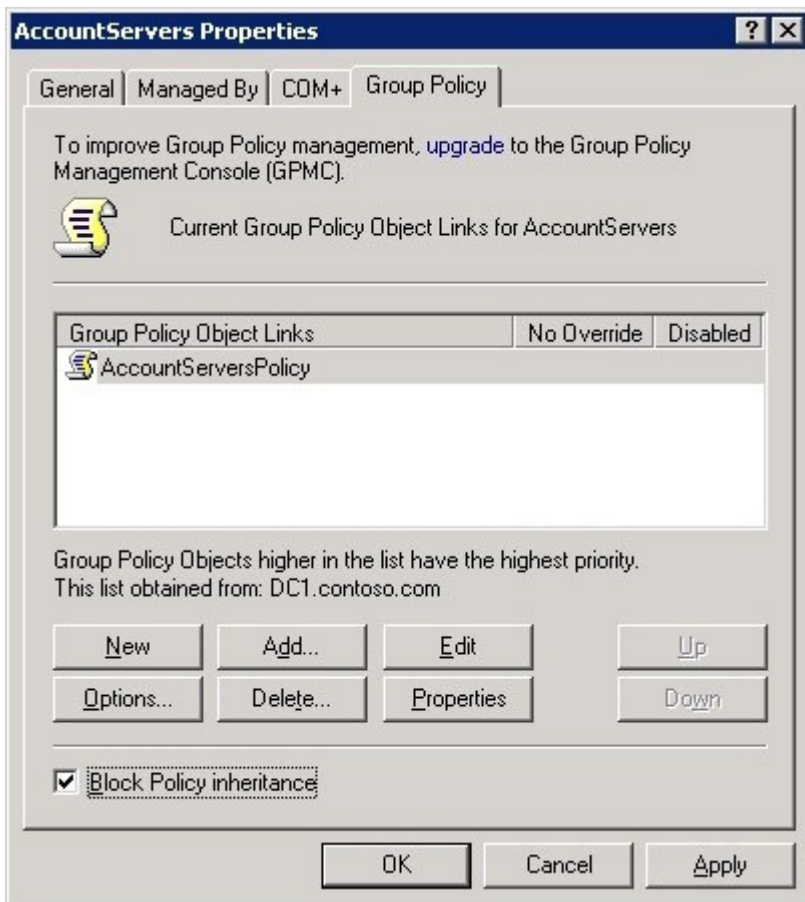 AccountServers Properties
General Managed By COM+ Group Policy
To improve Group Policy management, upgrade to the Group Policy
Management Console (GPMC).
Current Group Policy Object Links for AccountServers
Group Policy Object Links No Override Disabled
AccountServersPolicy
Group Policy Objects higher in the list have the highest priority.
This list obtained from: DC1.contoso.com
New Add... Edit Up
Options... Delete... Properties Down
Block Policy inheritance
OK Cancel Apply